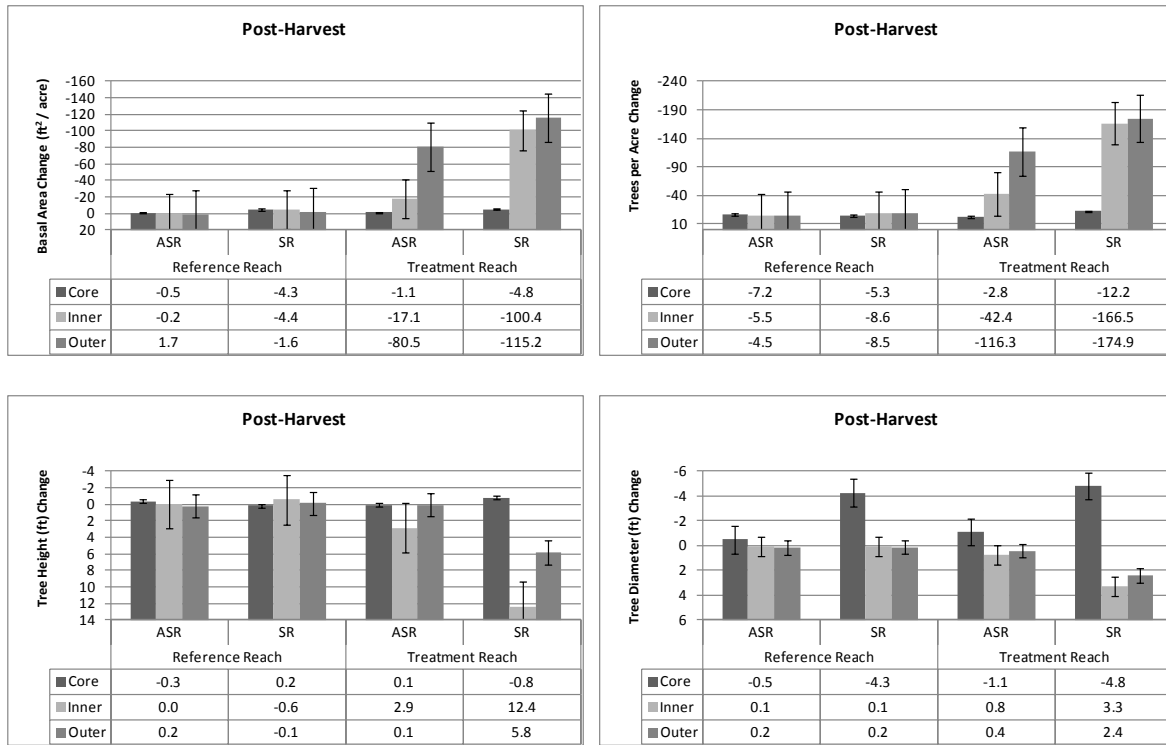 Post-Harvest
Basal Area Change (ft² / acre)
-160
-140
-120
-100
-80
-60
-40
-20
0
20
ASR SR ASR SR
Reference Reach Treatment Reach
Core -0.5 -4.3 -1.1 -4.8
Inner -0.2 -4.4 -17.1 -100.4
Outer 1.7 -1.6 -80.5 -115.2
Post-Harvest
Trees per Acre Change
-240
-190
-140
-90
-40
10
ASR SR ASR SR
Reference Reach Treatment Reach
Core -7.2 -5.3 -2.8 -12.2
Inner -5.5 -8.6 -42.4 -166.5
Outer -4.5 -8.5 -116.3 -174.9
Post-Harvest
Tree Height (ft) Change
-4
-2
0
2
4
6
8
10
12
14
ASR SR ASR SR
Reference Reach Treatment Reach
Core -0.3 0.2 0.1 -0.8
Inner 0.0 -0.6 2.9 12.4
Outer 0.2 -0.1 0.1 5.8
Post-Harvest
Tree Diameter (ft) Change
-6
-4
-2
0
2
4
6
ASR SR ASR SR
Reference Reach Treatment Reach
Core -0.5 -4.3 -1.1 -4.8
Inner 0.1 0.1 0.8 3.3
Outer 0.2 0.2 0.4 2.4